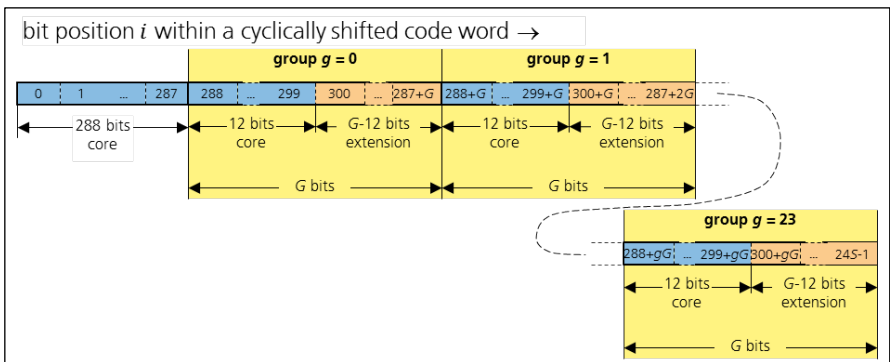 bit position i within a cyclically shifted code word →
group g = 0 group g = 1
0 1 ... 287 288 ... 299 300 ... 287+G 288+G ... 299+G 300+G ... 287+2G
288 bits 12 bits G-12 bits 12 bits G-12 bits
core core extension core extension
G bits G bits
group g = 23
288+gG ... 299+gG 300+gG ... 24S-1
12 bits G-12 bits
core extension
G bits